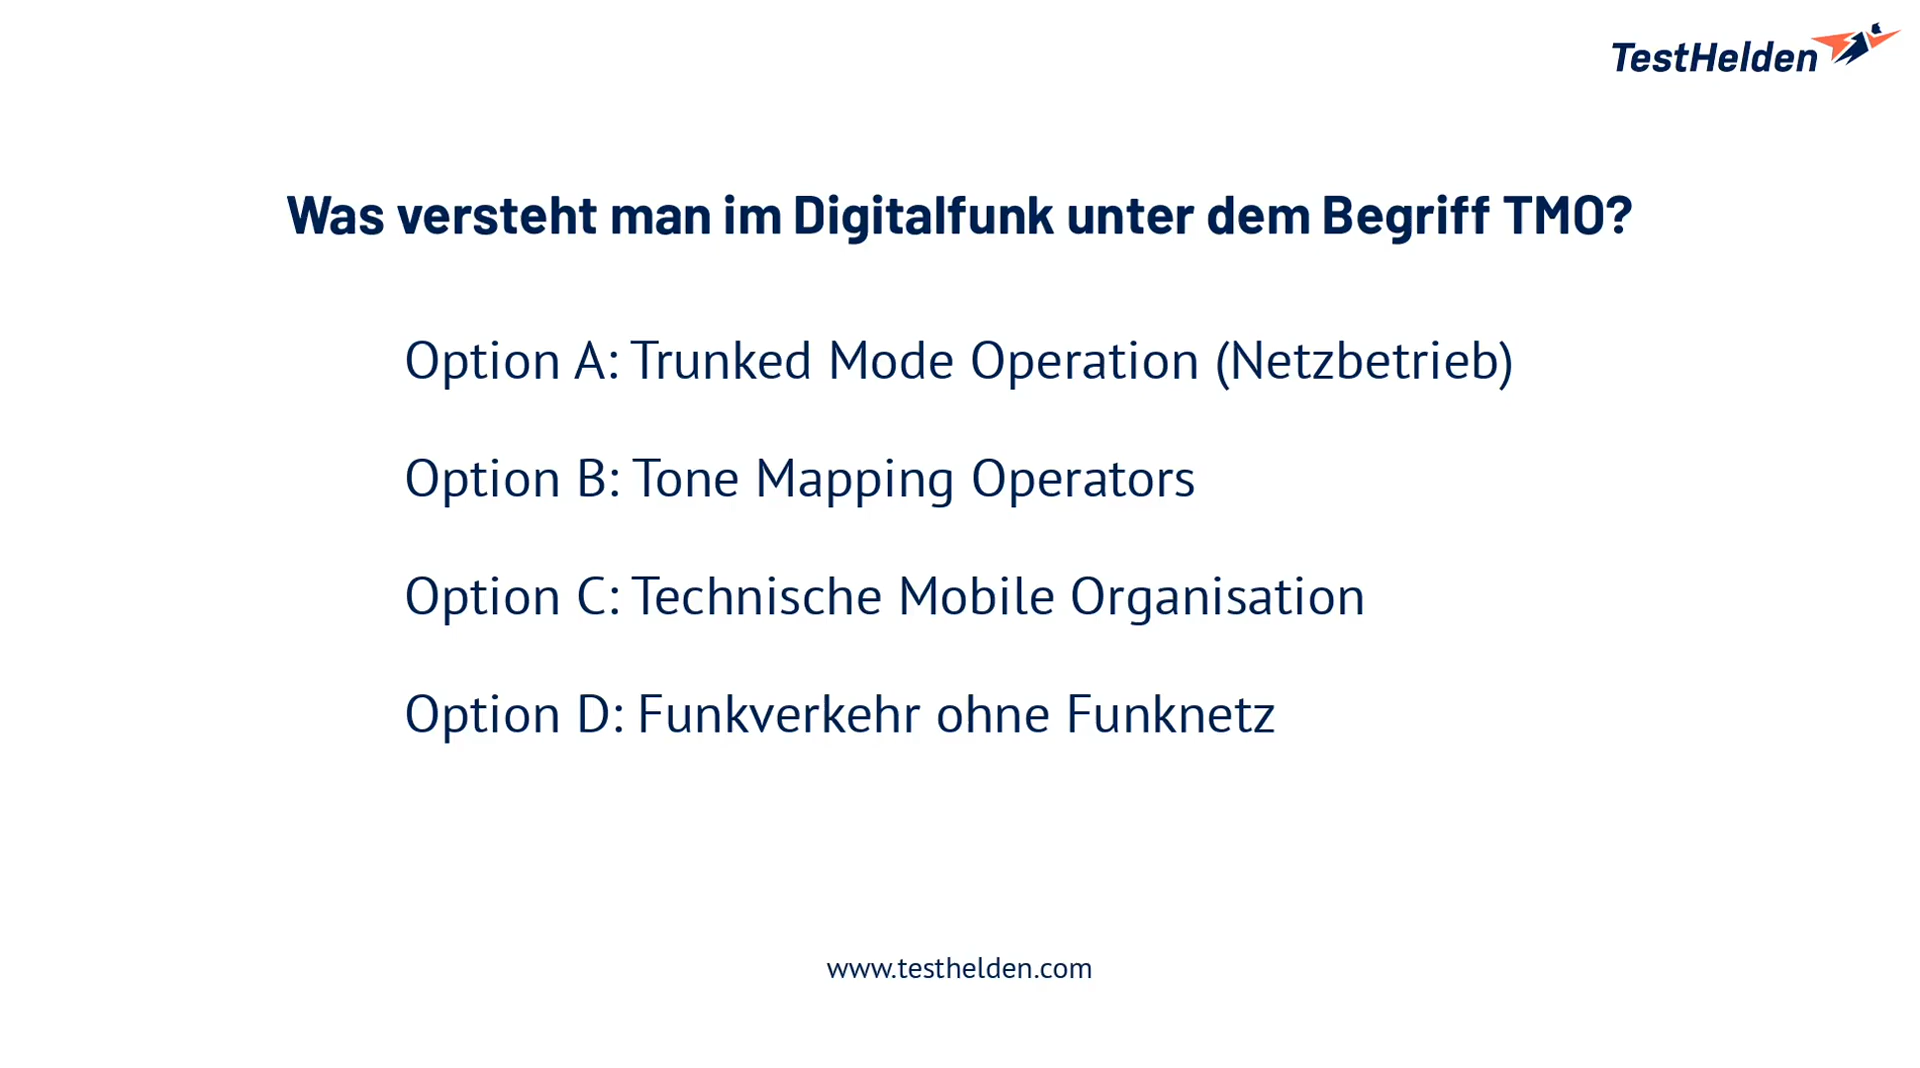 TestHelden
Was versteht man im Digitalfunk unter dem Begriff TMO?
Option A: Trunked Mode Operation (Netzbetrieb)
Option B: Tone Mapping Operators
Option C: Technische Mobile Organisation
Option D: Funkverkehr ohne Funknetz
www.testhelden.com